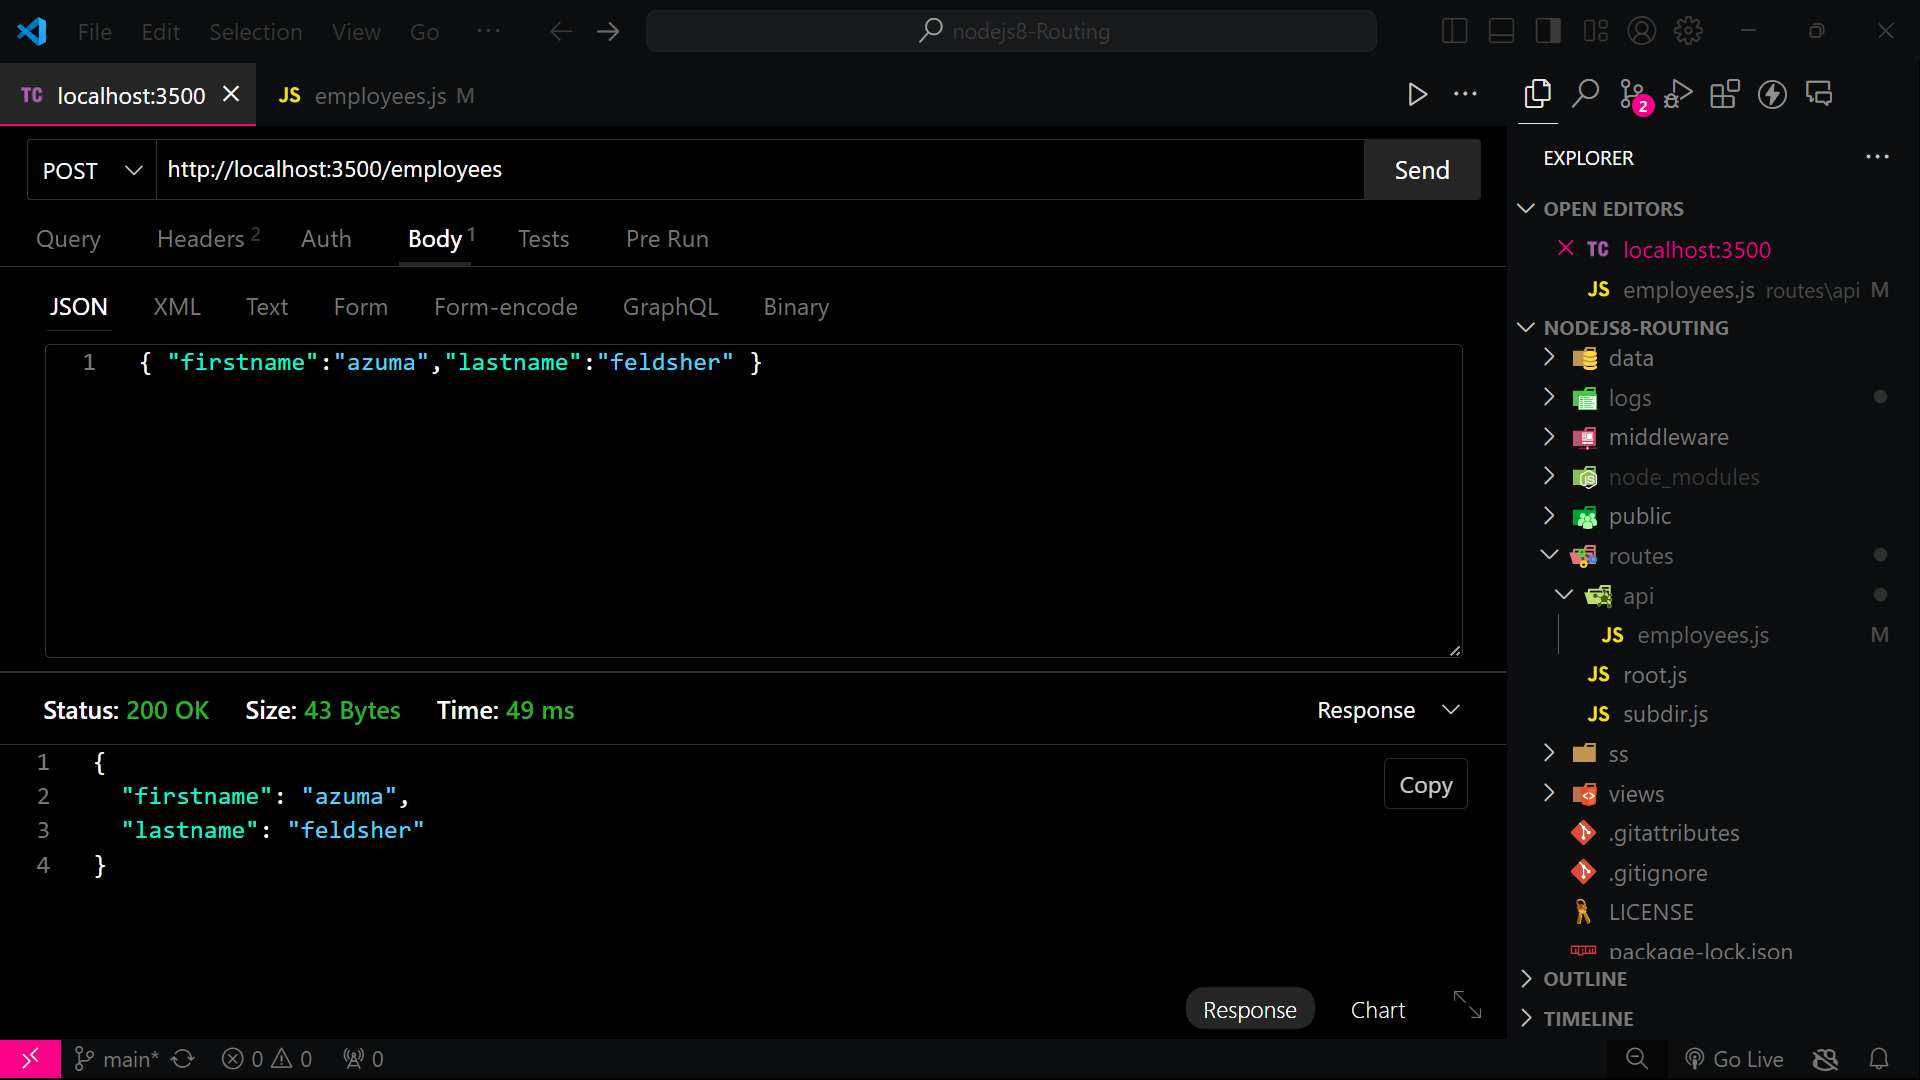 File Edit Selection View Go ··· nodejs8-Routing
TC localhost:3500 JS employees.js M
POST http://localhost:3500/employees Send
Query Headers 2 Auth Body 1 Tests Pre Run
JSON XML Text Form Form-encode GraphQL Binary
1 { "firstname":"azuma","lastname":"feldsher" }
Status: 200 OK Size: 43 Bytes Time: 49 ms Response
1 {
2 "firstname": "azuma",
3 "lastname": "feldsher"
4 }
Copy
Response Chart
2
EXPLORER ···
OPEN EDITORS
TC localhost:3500
JS employees.js routes\api M
NODEJS8-ROUTING
data
logs
middleware
node_modules
public
routes
api
JS employees.js M
JS root.js
JS subdir.js
ss
views
.gitattributes
.gitignore
LICENSE
package-lock.json
OUTLINE
TIMELINE
main* 0 0 0 Go Live